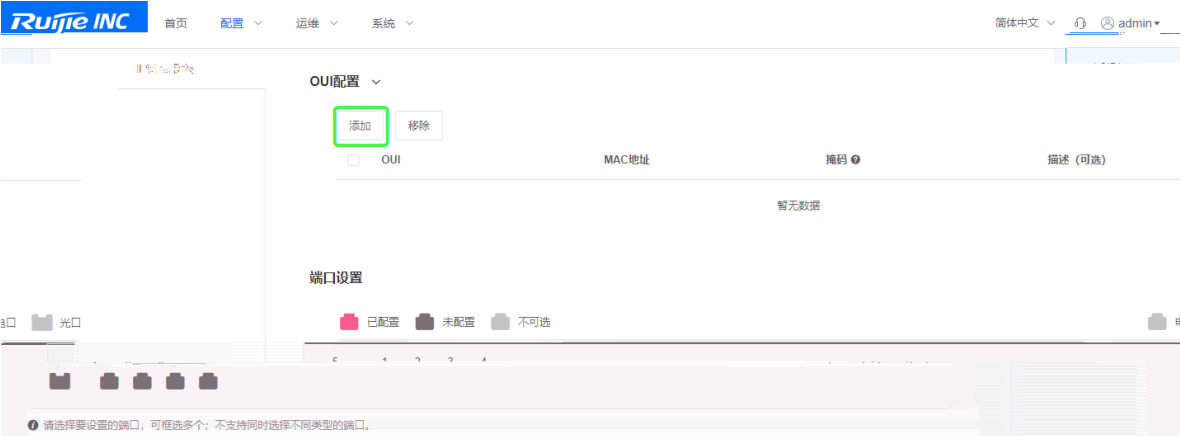 Ruijie INC 首页 配置 运维 系统 简体中文 admin
OUI配置
添加 移除
OUI MAC地址 掩码 描述（可选）
暂无数据
端口设置
光口 已配置 未配置 不可选
5 1 2 3 4
请选择要设置的端口，可框选多个；不支持同时选择不同类型的端口。